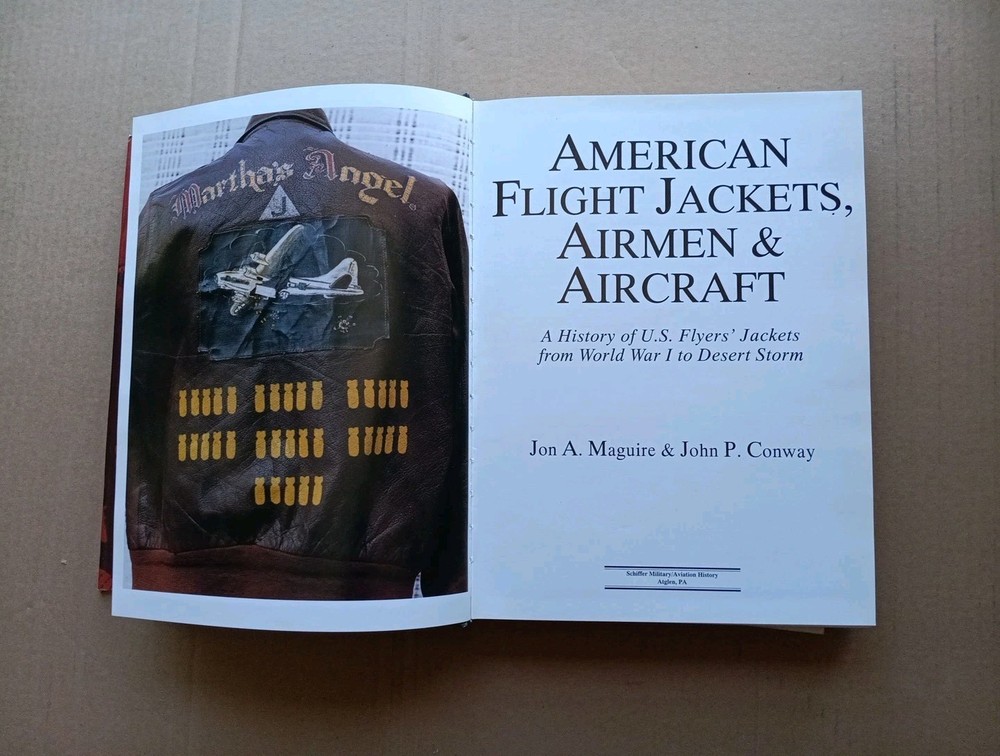 Martha's Angel
J
AMERICAN
FLIGHT JACKETS,
AIRMEN &
AIRCRAFT
A History of U.S. Flyers' Jackets
from World War I to Desert Storm
Jon A. Maguire & John P. Conway
Schiffer Military/Aviation History
Atglen, PA